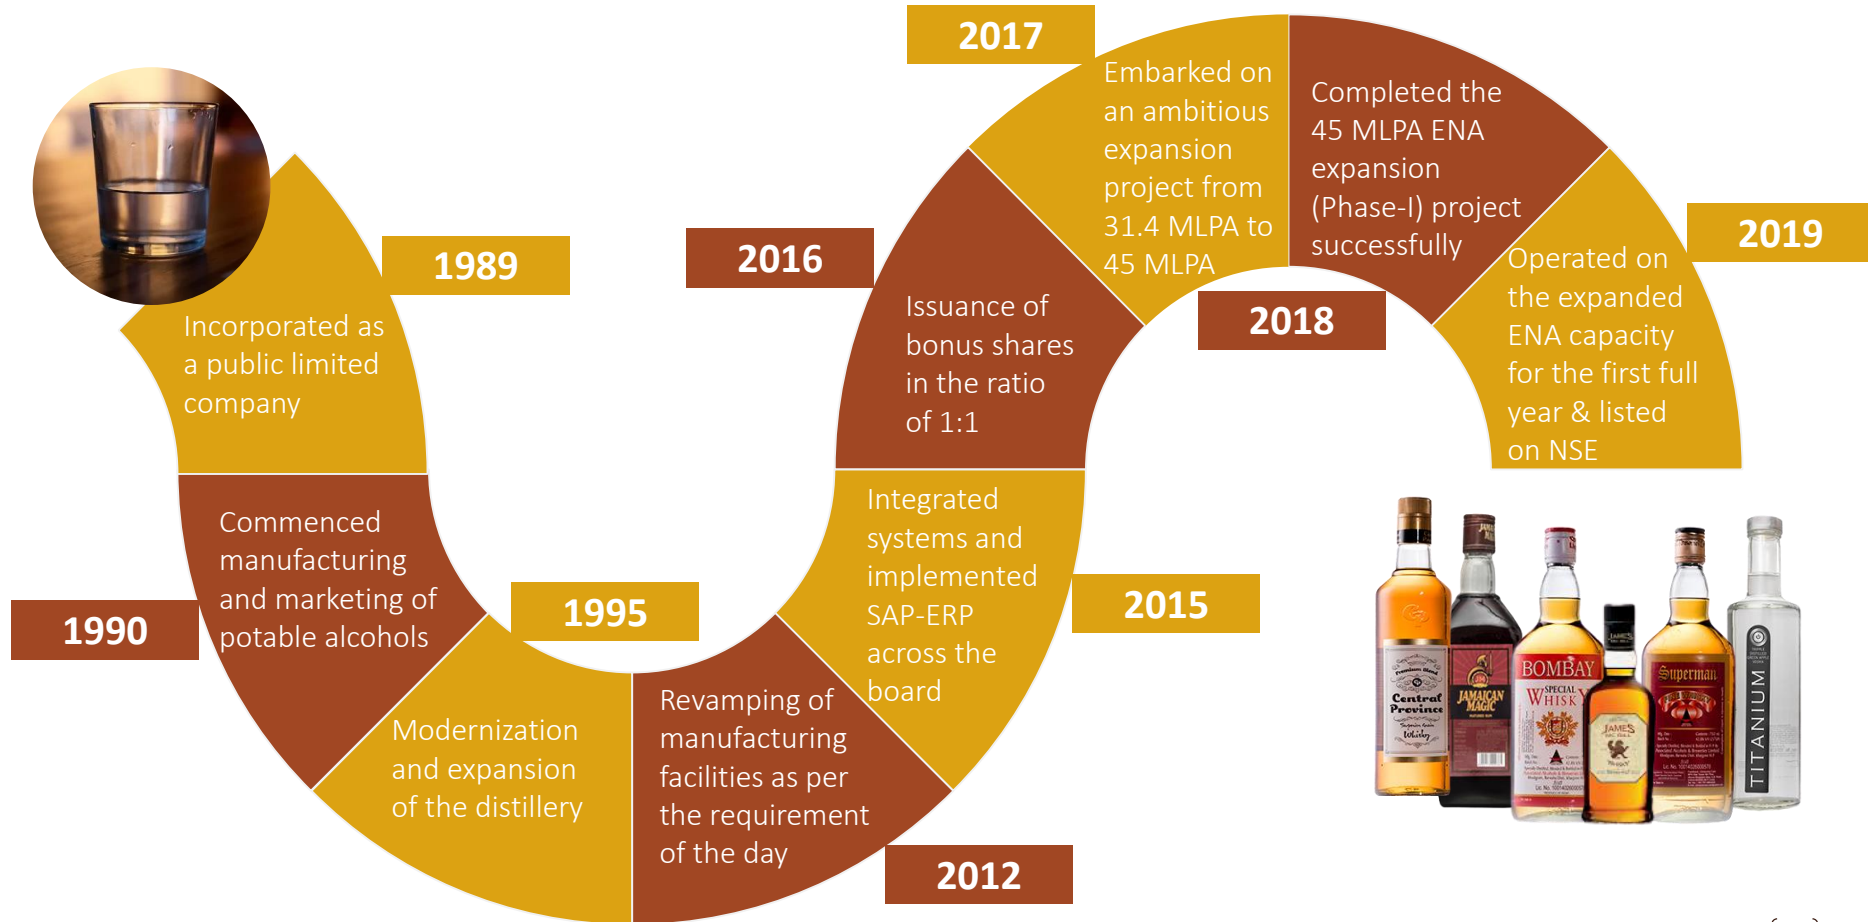 1989
Incorporated as
a public limited
company
1990
Commenced
manufacturing
and marketing of
potable alcohols
1995
Modernization
and expansion
of the distillery
2012
Revamping of
manufacturing
facilities as per
the requirement
of the day
2015
Integrated
systems and
implemented
SAP-ERP
across the
board
2016
Issuance of
bonus shares
in the ratio
of 1:1
2017
Embarked on
an ambitious
expansion
project from
31.4 MLPA to
45 MLPA
2018
Completed the
45 MLPA ENA
expansion
(Phase-I) project
successfully
2019
Operated on
the expanded
ENA capacity
for the first full
year & listed
on NSE
Premium Blend
Central
Province
Whisky
JAMAICAN
MAGIC
BOMBAY
SPECIAL
WHISKY
JAMES
Superman
TITANIUM